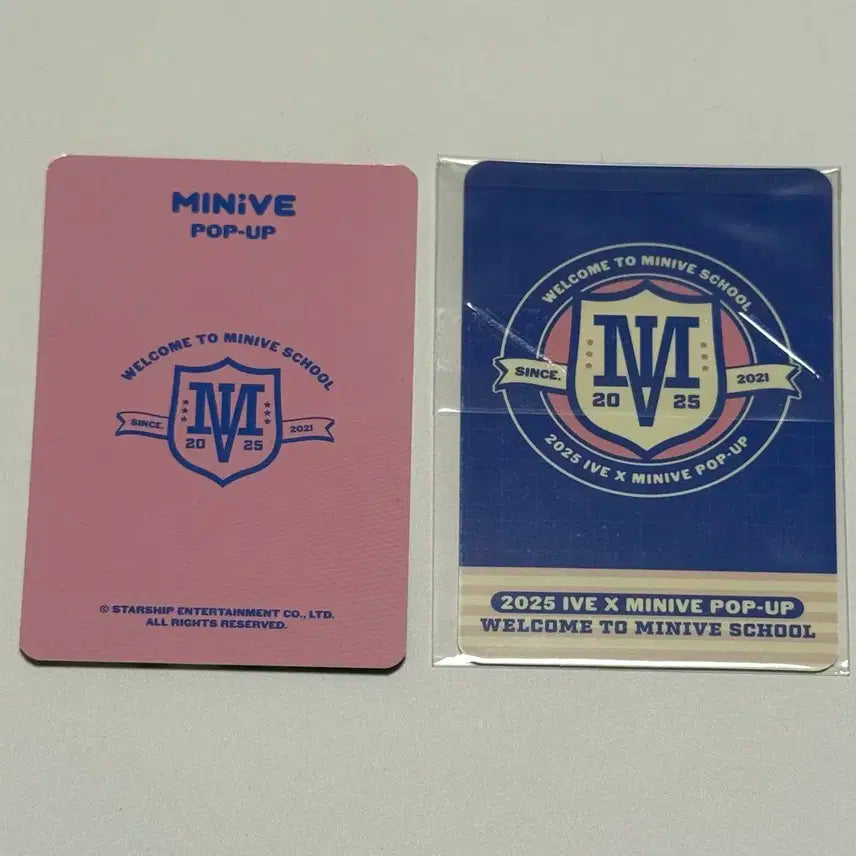 MINiVE
POP-UP
WELCOME TO MINIVE SCHOOL
MV
SINCE.
2021
20 25
© STARSHIP ENTERTAINMENT CO., LTD.
ALL RIGHTS RESERVED.
WELCOME TO MINIVE SCHOOL
MV
SINCE.
2021
20 25
2025 IVE X MINIVE POP-UP
2025 IVE X MINIVE POP-UP
WELCOME TO MINIVE SCHOOL